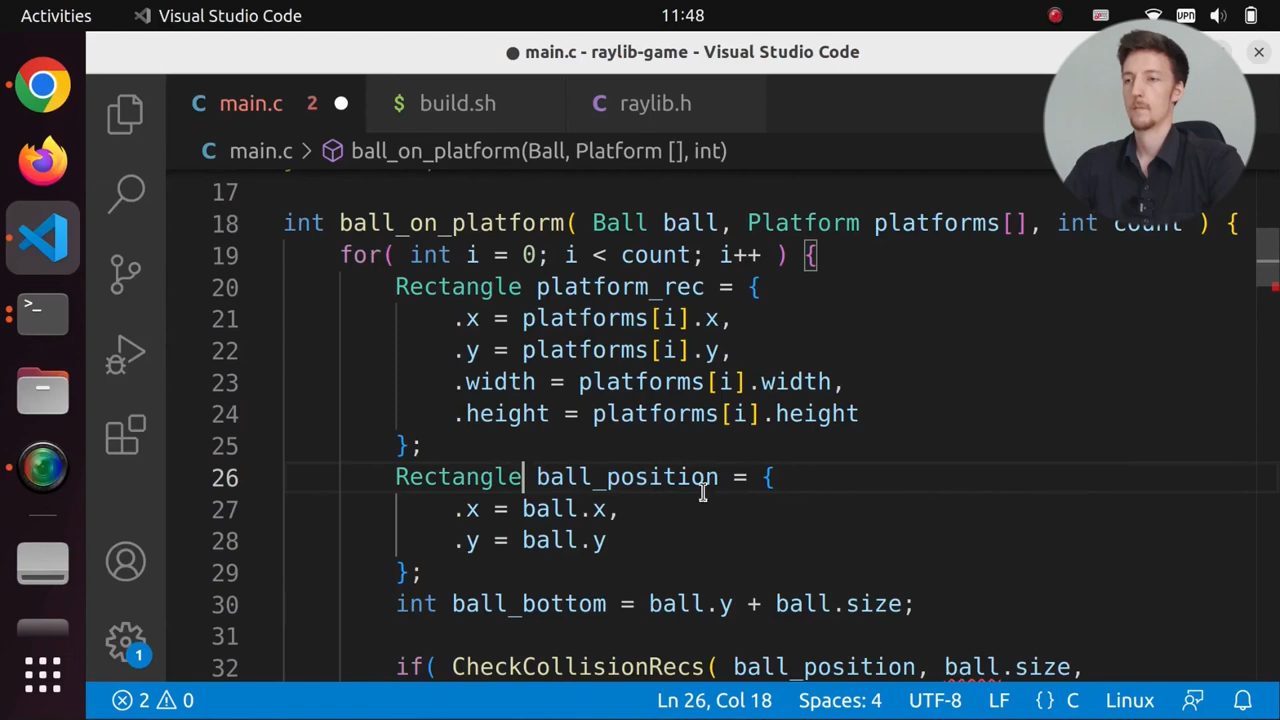 Activities
Visual Studio Code
11:48
VPN
● main.c - raylib-game - Visual Studio Code
main.c 2
build.sh
raylib.h
main.c > ball_on_platform(Ball, Platform [], int)
17
18 int ball_on_platform( Ball ball, Platform platforms[], int count ) {
19 for( int i = 0; i < count; i++ ) {
20 Rectangle platform_rec = {
21 .x = platforms[i].x,
22 .y = platforms[i].y,
23 .width = platforms[i].width,
24 .height = platforms[i].height
25 };
26 Rectangle ball_position = {
27 .x = ball.x,
28 .y = ball.y
29 };
30 int ball_bottom = ball.y + ball.size;
31
32 if( CheckCollisionRecs( ball_position, ball.size,
1
2 0
Ln 26, Col 18
Spaces: 4
UTF-8
LF
{ } C
Linux